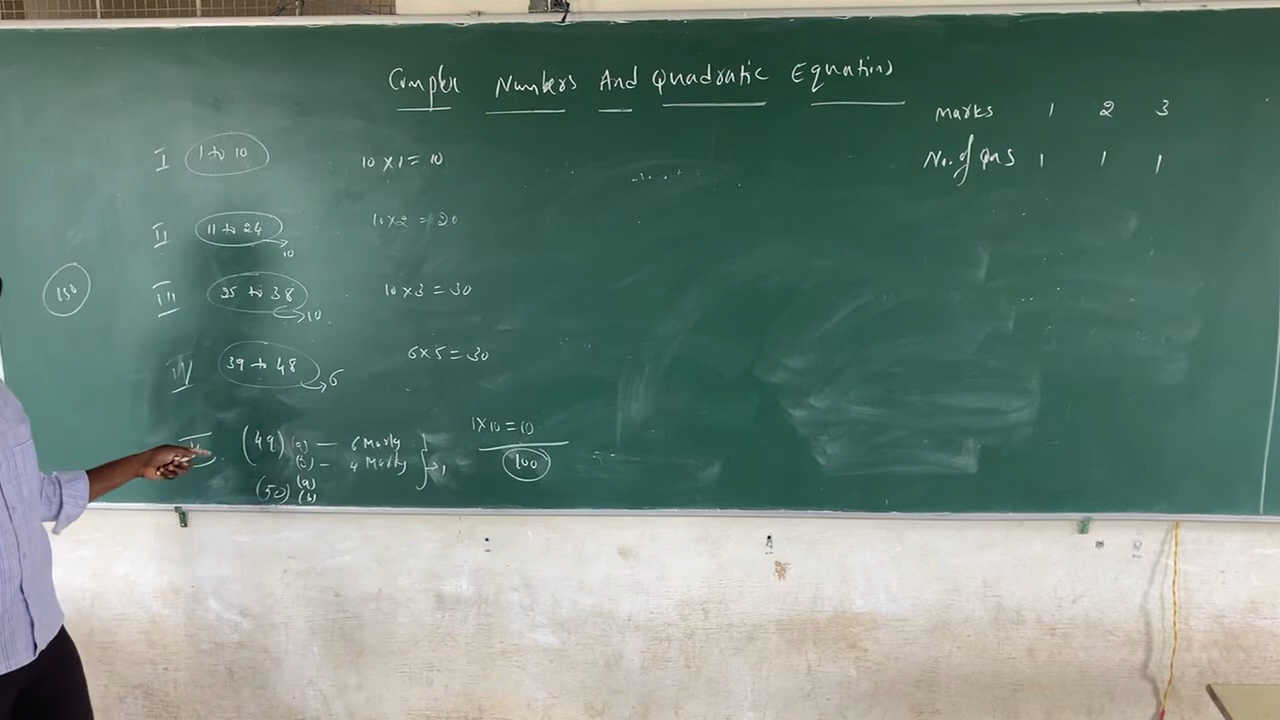 Complex Numbers And Quadratic Equations
Marks 1 2 3
No. of Qns 1 1 1
I 1 to 10 10 x 1 = 10
II 11 to 24 → 10 10 x 2 = 20
150
III 25 to 38 → 10 10 x 3 = 30
IV 39 to 48 → 6 6 x 5 = 30
(49) (a) — 6 Marks 1 x 10 = 10
(b) — 4 Marks } → 1 100
(50) (a)
(b)